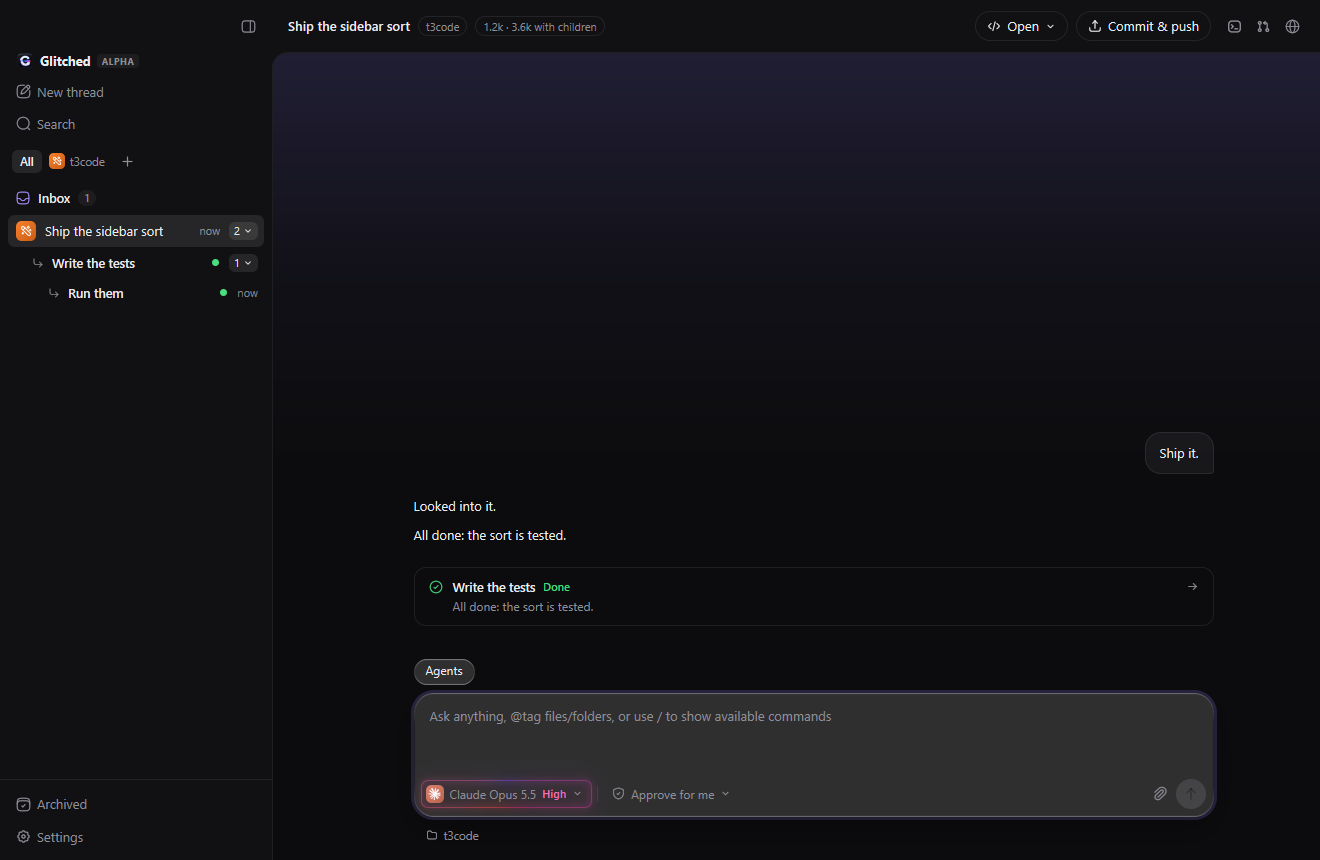 Ship the sidebar sort t3code 1.2k · 3.6k with children Open Commit & push
Glitched ALPHA
New thread
Search
All t3code
Inbox 1
Ship the sidebar sort now 2
Write the tests 1
Run them now
Ship it.
Looked into it.
All done: the sort is tested.
Write the tests Done
All done: the sort is tested.
Agents
Ask anything, @tag files/folders, or use / to show available commands
Claude Opus 5.5 High Approve for me
t3code
Archived
Settings